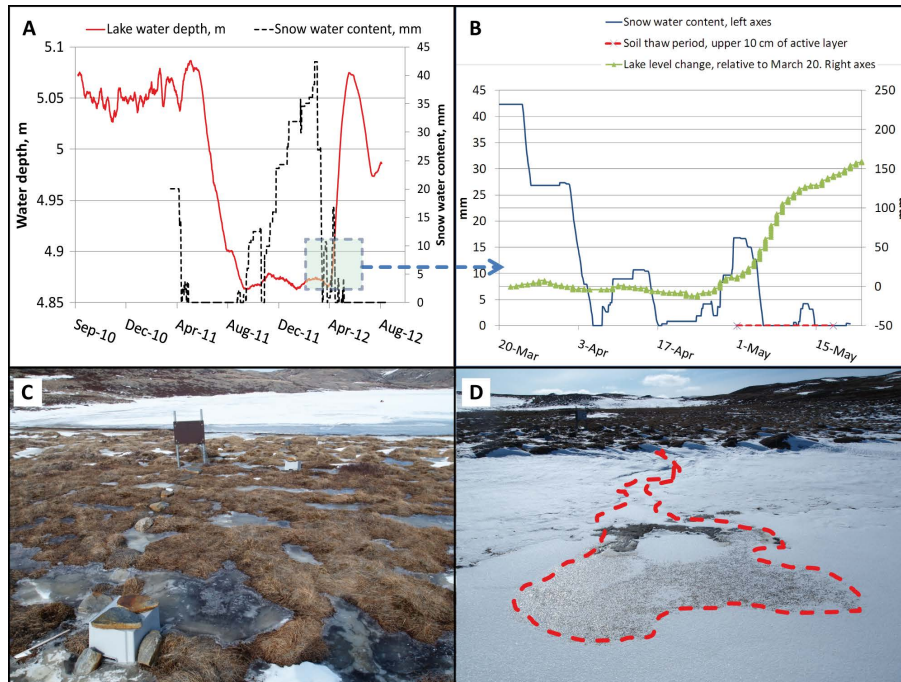 A
Lake water depth, m
Snow water content, mm
5.1
5.05
5
4.95
4.9
4.85
Water depth, m
45
40
35
30
25
20
15
10
5
0
Snow water content, mm
Sep-10
Dec-10
Apr-11
Aug-11
Dec-11
Apr-12
Aug-12
B
Snow water content, left axes
Soil thaw period, upper 10 cm of active layer
Lake level change, relative to March 20. Right axes
45
40
35
30
25
20
15
10
5
0
mm
250
200
150
100
50
0
-50
mm
20-Mar
3-Apr
17-Apr
1-May
15-May
C
D